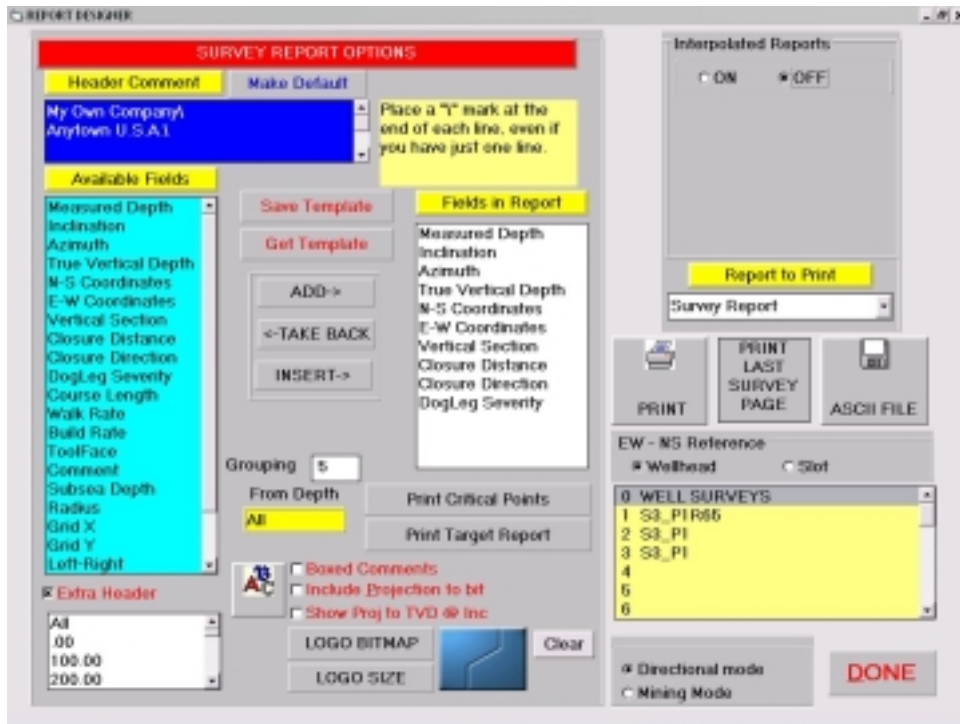 REPORT DESIGNER
SURVEY REPORT OPTIONS
Header Comment
Make Default
My Own Company\
Anytown U.S.A.\
Place a "\" mark at the
end of each line, even if
you have just one line.
Available Fields
Measured Depth
Inclination
Azimuth
True Vertical Depth
N-S Coordinates
E-W Coordinates
Vertical Section
Closure Distance
Closure Direction
DogLeg Severity
Course Length
Walk Rate
Build Rate
ToolFace
Comment
Subsea Depth
Radius
Grid X
Grid Y
Left-Right
Extra Header
All
.00
100.00
200.00
Save Template
Get Template
ADD->
<-TAKE BACK
INSERT->
Fields in Report
Measured Depth
Inclination
Azimuth
True Vertical Depth
N-S Coordinates
E-W Coordinates
Vertical Section
Closure Distance
Closure Direction
DogLeg Severity
Grouping 5
From Depth
All
Print Critical Points
Print Target Report
Boxed Comments
Include Projection to bit
Show Proj to TVD @ Inc
LOGO BITMAP
LOGO SIZE
Clear
Interpolated Reports
ON OFF
Report to Print
Survey Report
PRINT
PRINT
LAST
SURVEY
PAGE
ASCII FILE
EW - NS Reference
Wellhead Slot
0 WELL SURVEYS
1 S3_P1R65
2 S3_P1
3 S3_P1
4
5
6
Directional mode
Mining Mode
DONE